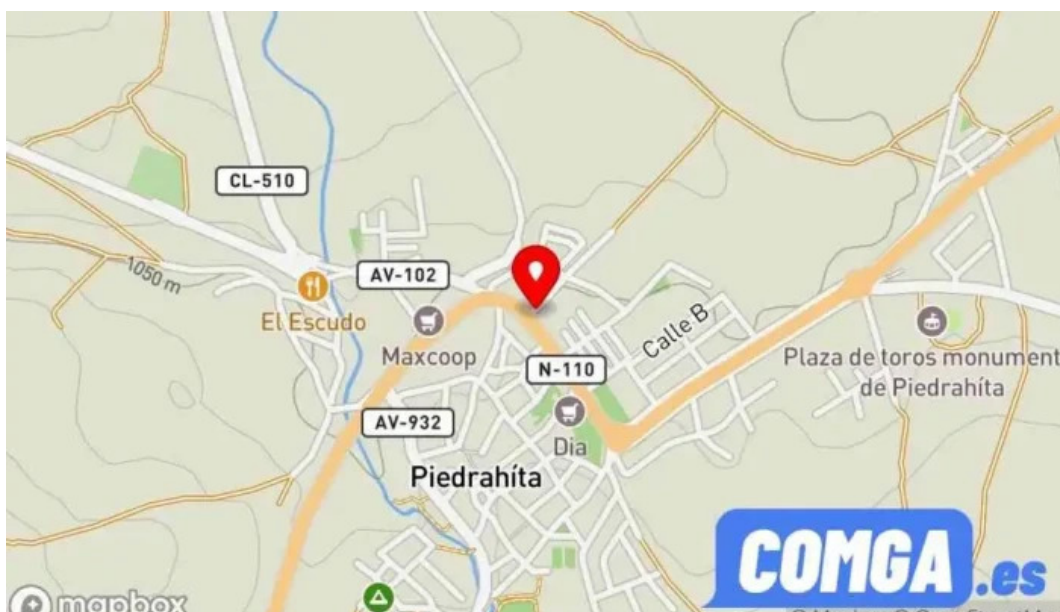 CL-510
1050 m
AV-102
El Escudo
Maxcoop
Calle B
N-110
Plaza de toros monument
de Piedrahíta
AV-932
Dia
Piedrahíta
COMGA.es
mapbox